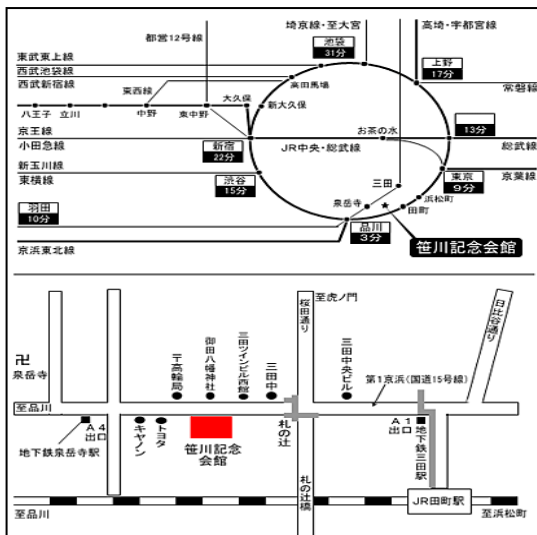 都営12号線
埼京線・至大宮
高埼・宇都宮線
東武東上線
西武池袋線
西武新宿線
池袋
31分
上野
17分
高田馬場
常磐線
東西線
大久保
新大久保
八王子
立川
中野
東中野
お茶の水
13分
京王線
小田急線
新宿
22分
JR中央・総武線
総武線
新玉川線
東横線
渋谷
15分
三田
東京
9分
京葉線
羽田
10分
泉岳寺
浜松町
田町
品川
3分
笹川記念会館
京浜東北線
至虎ノ門
桜田通り
日比谷通り
卍
泉岳寺
〒高輪局
御田八幡神社
三田ツインビル西館
三田中
三田中央ビル
第1京浜(国道15号線)
至品川
A4
出口
地下鉄泉岳寺駅
キヤノン
トヨタ
笹川記念
会館
札の辻
A1
出口
地下鉄三田駅
札の辻橋
JR田町駅
至品川
至浜松町